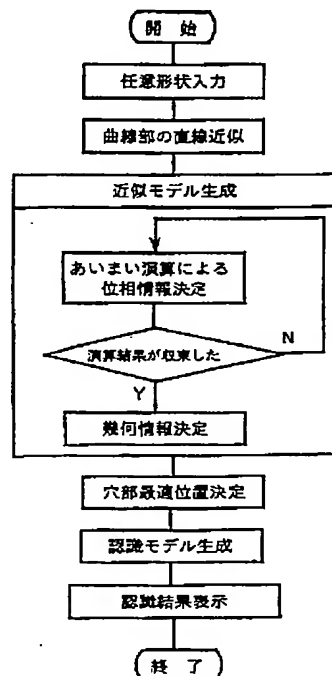 開 始
任意形状入力
曲線部の直線近似
近似モデル生成
あいまい演算による
位相情報決定
演算結果が収束した
N
Y
幾何情報決定
穴部最適位置決定
認識モデル生成
認識結果表示
終 了